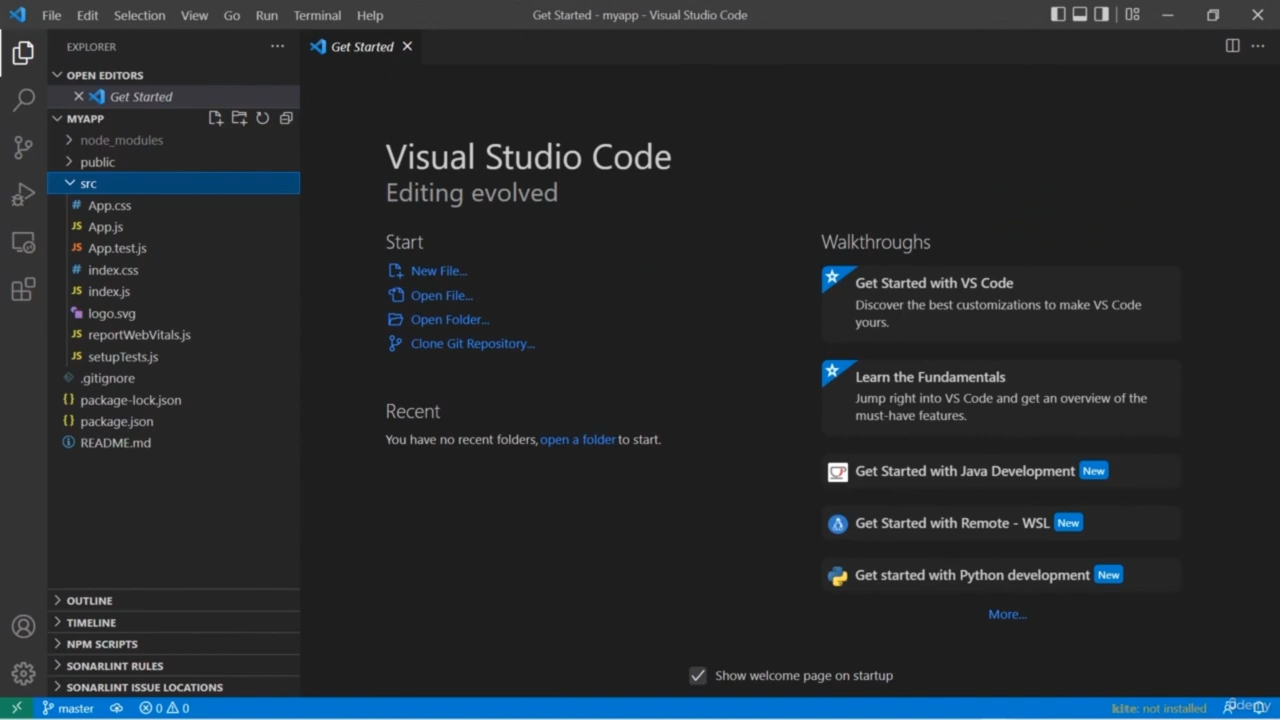 File Edit Selection View Go Run Terminal Help
Get Started - myapp - Visual Studio Code
EXPLORER
Get Started
OPEN EDITORS
Get Started
MYAPP
node_modules
public
src
# App.css
JS App.js
JS App.test.js
# index.css
JS index.js
logo.svg
JS reportWebVitals.js
JS setupTests.js
.gitignore
{} package-lock.json
{} package.json
README.md
OUTLINE
TIMELINE
NPM SCRIPTS
SONARLINT RULES
SONARLINT ISSUE LOCATIONS
Visual Studio Code
Editing evolved
Start
New File...
Open File...
Open Folder...
Clone Git Repository...
Recent
You have no recent folders, open a folder to start.
Walkthroughs
Get Started with VS Code
Discover the best customizations to make VS Code
yours.
Learn the Fundamentals
Jump right into VS Code and get an overview of the
must-have features.
Get Started with Java Development New
Get Started with Remote - WSL New
Get started with Python development New
More...
Show welcome page on startup
master 0 0
kite: not installed
Udemy